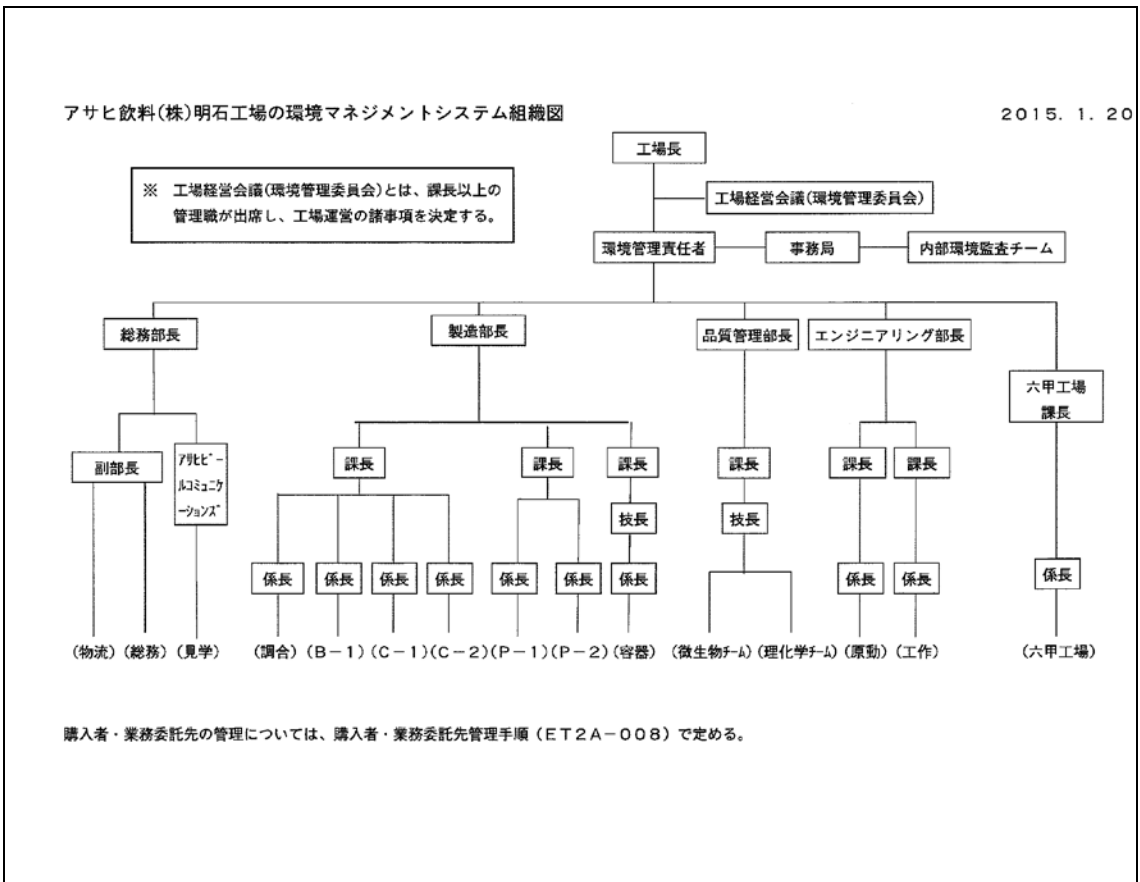 アサヒ飲料(株)明石工場の環境マネジメントシステム組織図
2015．1．20
工場長
※　工場経営会議(環境管理委員会)とは、課長以上の
管理職が出席し、工場運営の諸事項を決定する。
工場経営会議(環境管理委員会)
環境管理責任者
事務局
内部環境監査チーム
総務部長
製造部長
品質管理部長
エンジニアリング部長
六甲工場
課長
副部長
ｱｻﾋﾋﾞｰ
ﾙｺﾐｭﾆｹ
ｰｼｮﾝｽﾞ
課長
課長
課長
課長
課長
課長
技長
技長
係長
係長
係長
係長
係長
係長
係長
係長
係長
係長
(物流) (総務) (見学) (調合) (B－1) (C－1) (C－2) (P－1) (P－2) (容器) (微生物ﾁｰﾑ) (理化学ﾁｰﾑ) (原動) (工作) (六甲工場)
購入者・業務委託先の管理については、購入者・業務委託先管理手順（ET2A－008）で定める。